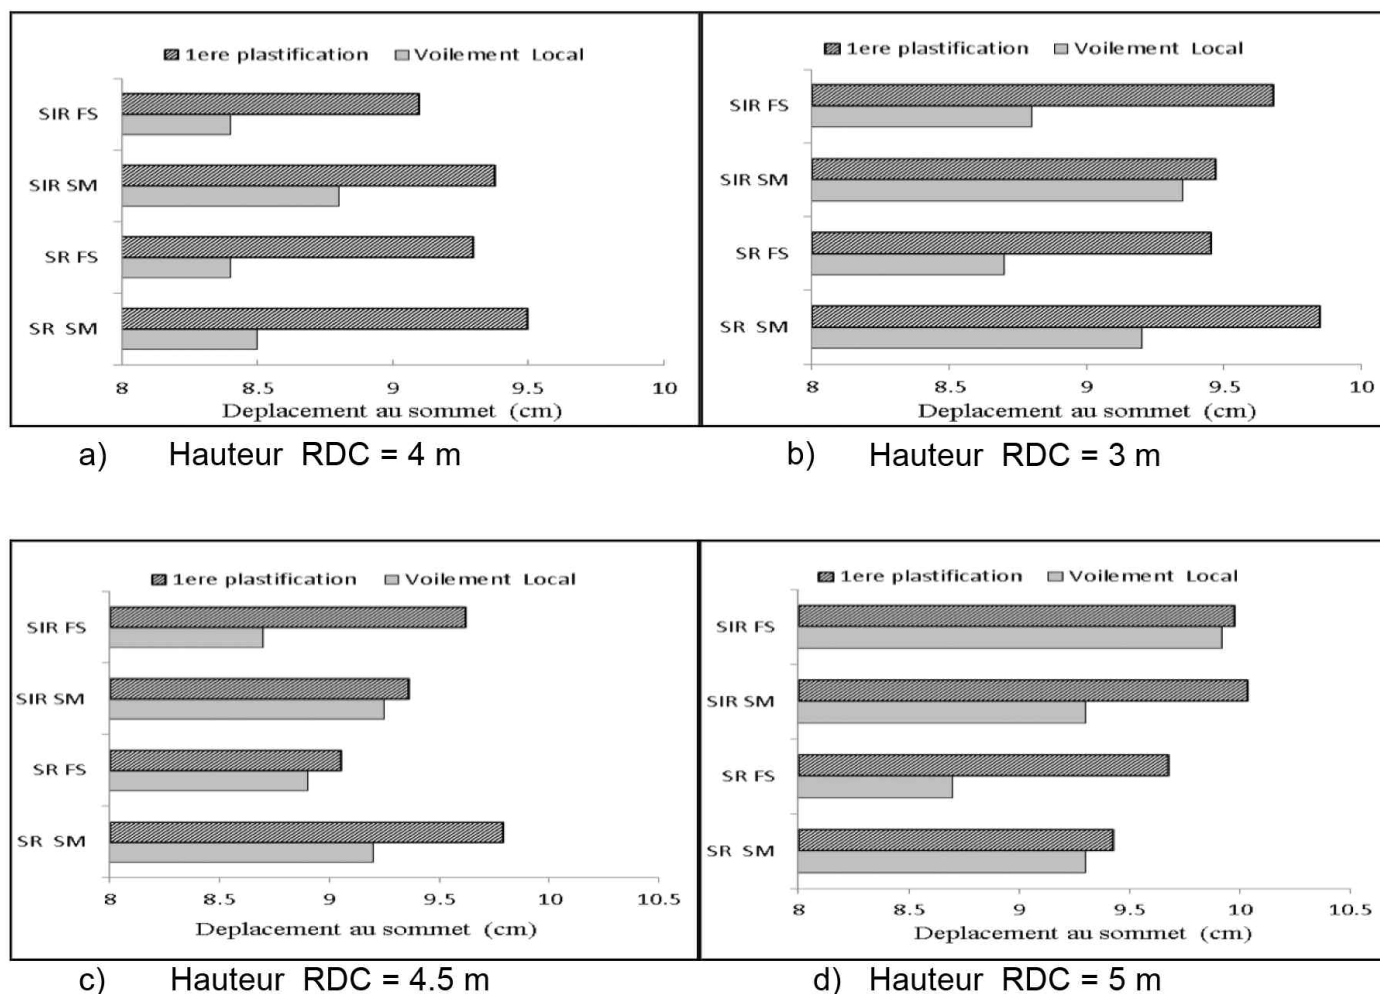 1ere plastification Voilement Local
SIR FS
SIR SM
SR FS
SR SM
8 8.5 9 9.5 10
Deplacement au sommet (cm)
a) Hauteur RDC = 4 m
1ere plastification Voilement Local
SIR FS
SIR SM
SR FS
SR SM
8 8.5 9 9.5 10
Deplacement au sommet (cm)
b) Hauteur RDC = 3 m
1ere plastification Voilement Local
SIR FS
SIR SM
SR FS
SR SM
8 8.5 9 9.5 10 10.5
Deplacement au sommet (cm)
c) Hauteur RDC = 4.5 m
1ere plastification Voilement Local
SIR FS
SIR SM
SR FS
SR SM
8 8.5 9 9.5 10 10.5
Deplacement au sommet (cm)
d) Hauteur RDC = 5 m